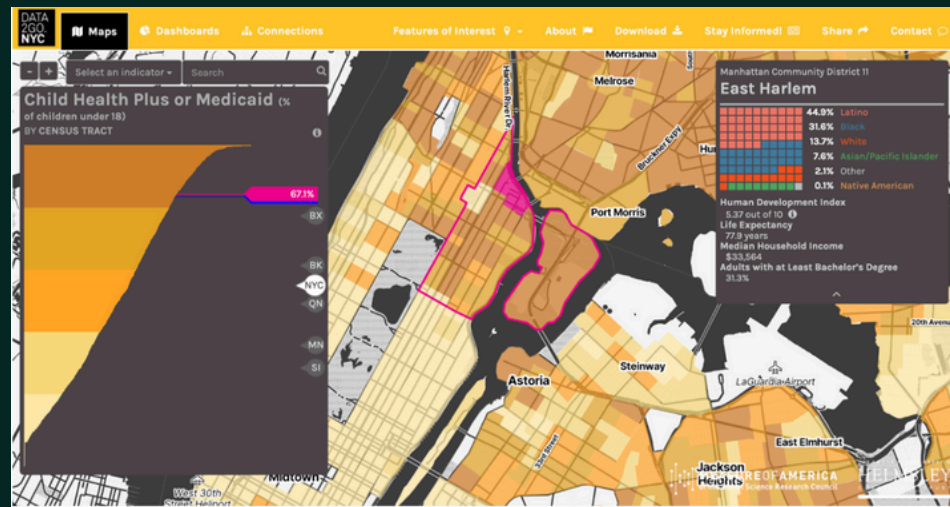 DATA
2GO.
NYC
Maps
Dashboards
Connections
Features of Interest
About
Download
Stay Informed!
Share
Contact
Select an indicator
Search
Child Health Plus or Medicaid (%
of children under 18)
BY CENSUS TRACT
67.1%
BX
BK
NYC
QN
MN
SI
Manhattan Community District 11
East Harlem
44.9% Latino
31.6% Black
13.7% White
7.6% Asian/Pacific Islander
2.1% Other
0.1% Native American
Human Development Index
5.37 out of 10
Life Expectancy
77.9 years
Median Household Income
$33,564
Adults with at Least Bachelor's Degree
31.3%
Morrisania
Melrose
Harlem River Dr.
Bruckner Expy
Port Morris
20th Avenue
Steinway
LaGuardia Airport
Astoria
33rd Street
East Elmhurst
Jackson
Heights
Midtown
West 30th
Street Heliport
OF AMERICA
Science Research Council